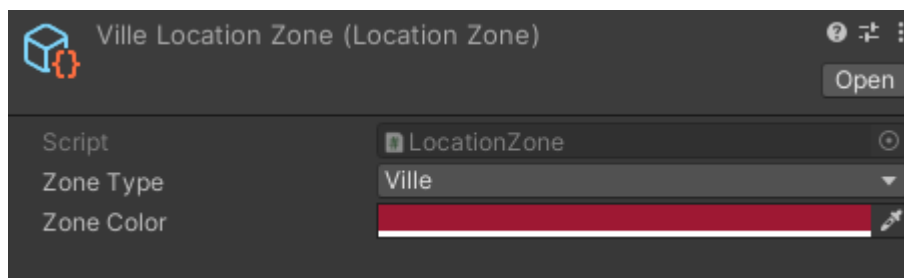 Ville Location Zone (Location Zone)
Open
Script LocationZone
Zone Type Ville
Zone Color